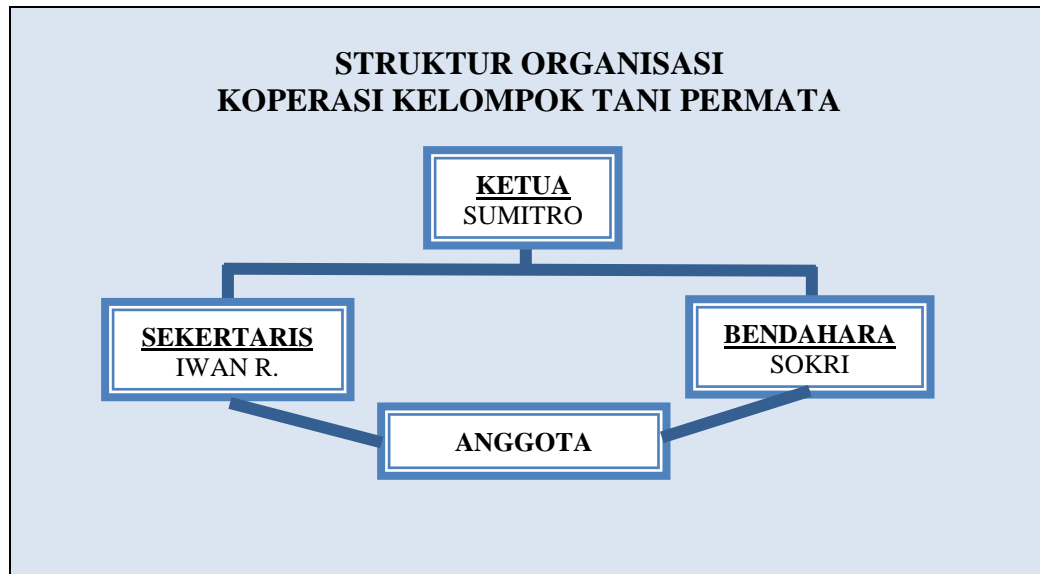 STRUKTUR ORGANISASI
KOPERASI KELOMPOK TANI PERMATA
KETUA
SUMITRO
SEKERTARIS
IWAN R.
BENDAHARA
SOKRI
ANGGOTA